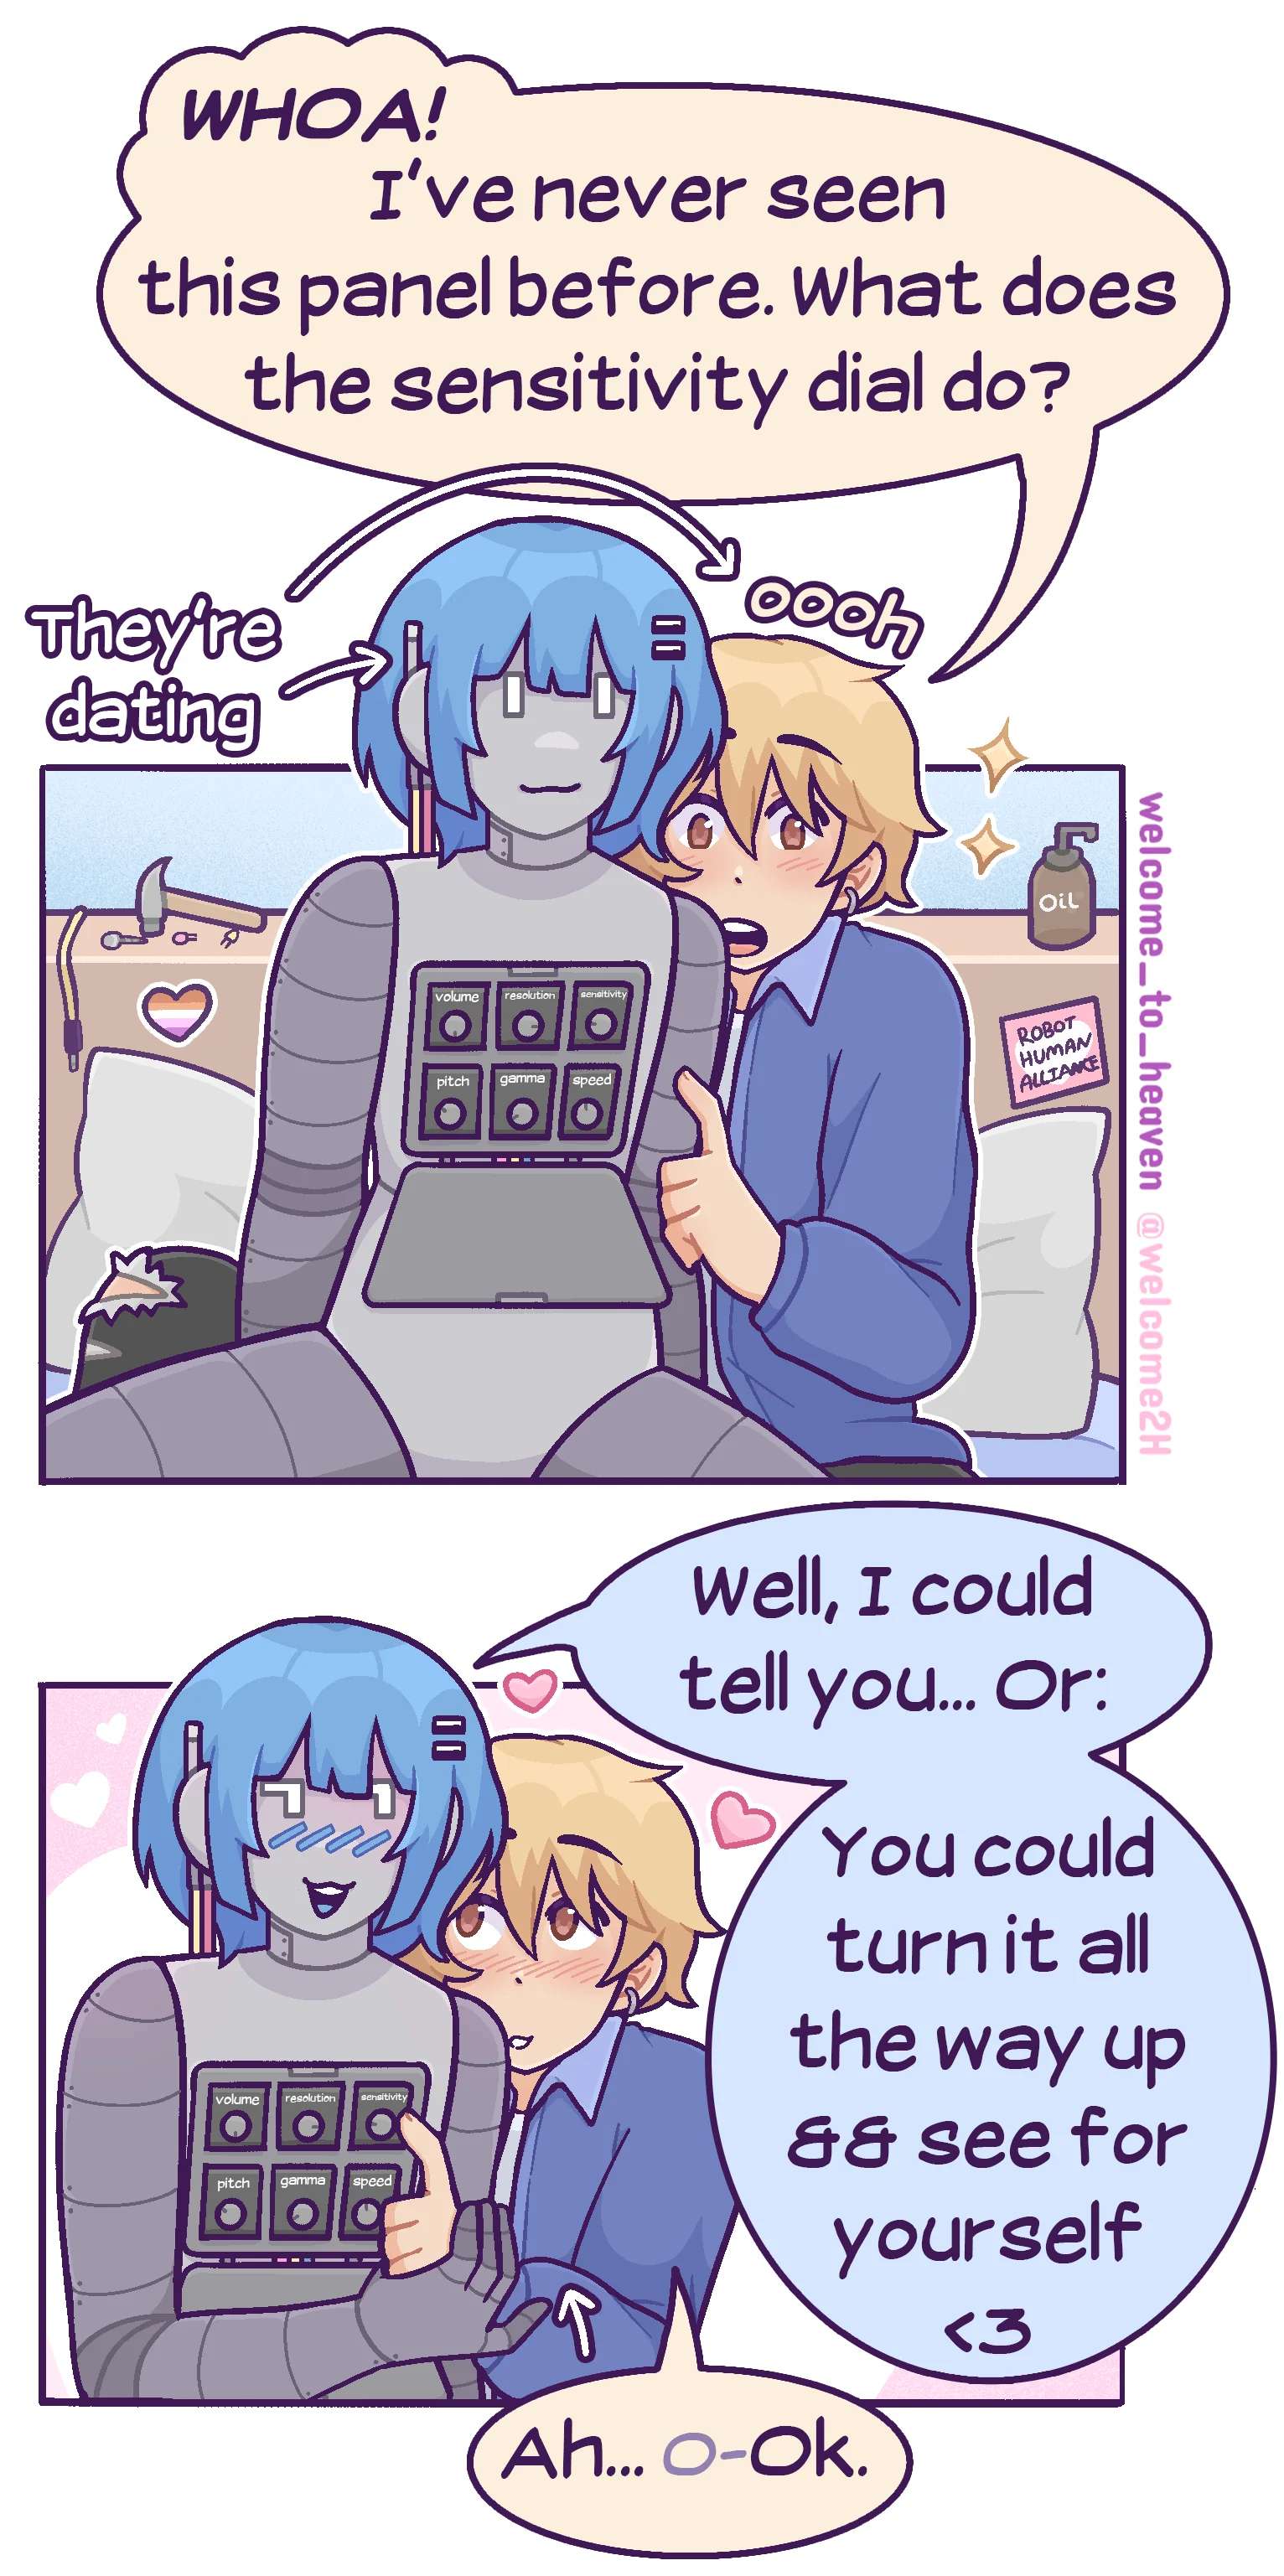 WHOA!
I've never seen
this panel before. What does
the sensitivity dial do?
They're
dating
oooh
volume
resolution
sensitivity
pitch
gamma
speed
OiL
ROBOT
HUMAN
ALLIANCE
welcome_to_heaven @welcome2H
Well, I could
tell you... Or:
You could
turn it all
the way up
&& see for
yourself
<3
volume
resolution
sensitivity
pitch
gamma
speed
Ah... O-Ok.